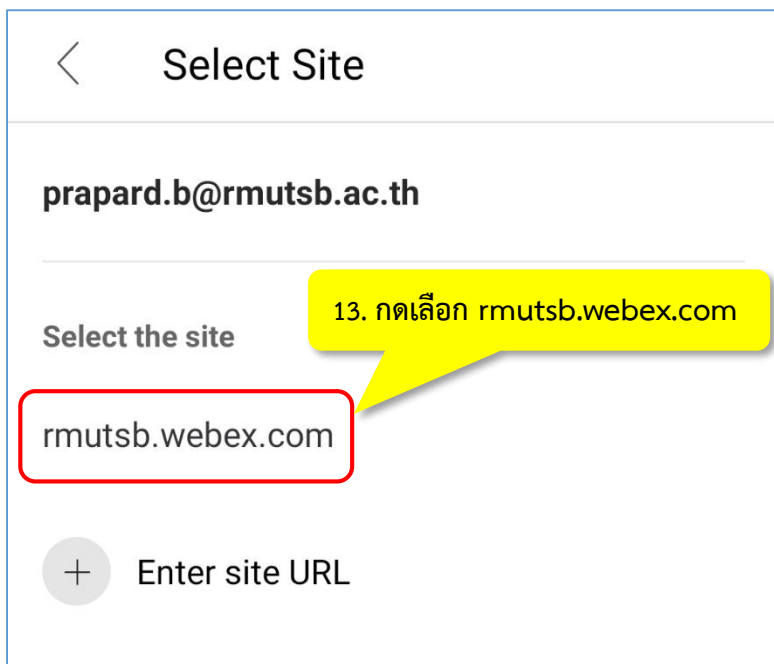 Select Site
prapard.b@rmutsb.ac.th
13. กดเลือก rmutsb.webex.com
Select the site
rmutsb.webex.com
Enter site URL